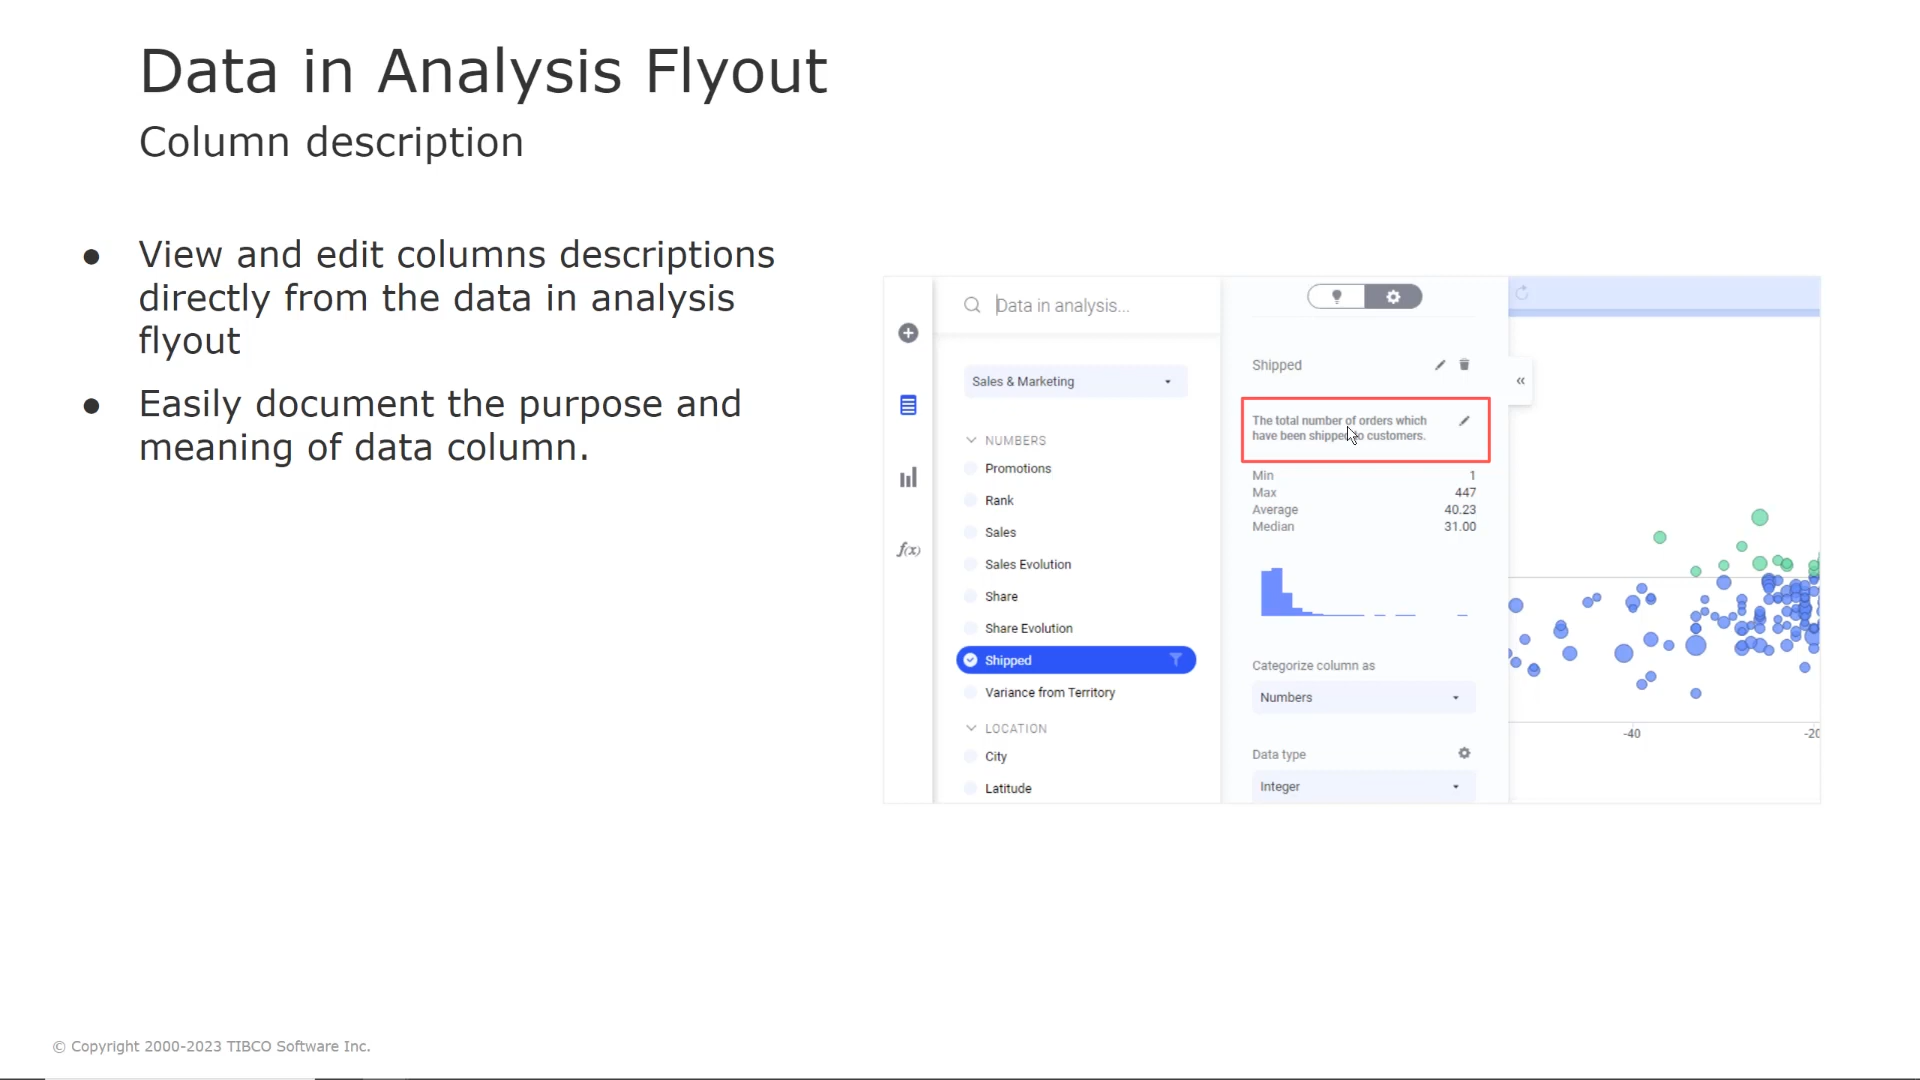 Data in Analysis Flyout
Column description
● View and edit columns descriptions
directly from the data in analysis
flyout
● Easily document the purpose and
meaning of data column.
Data in analysis...
Sales & Marketing
NUMBERS
Promotions
Rank
Sales
Sales Evolution
Share
Share Evolution
Shipped
Variance from Territory
LOCATION
City
Latitude
f(x)
Shipped
The total number of orders which
have been shipped to customers.
Min 1
Max 447
Average 40.23
Median 31.00
Categorize column as
Numbers
Data type
Integer
-40
-20
© Copyright 2000-2023 TIBCO Software Inc.